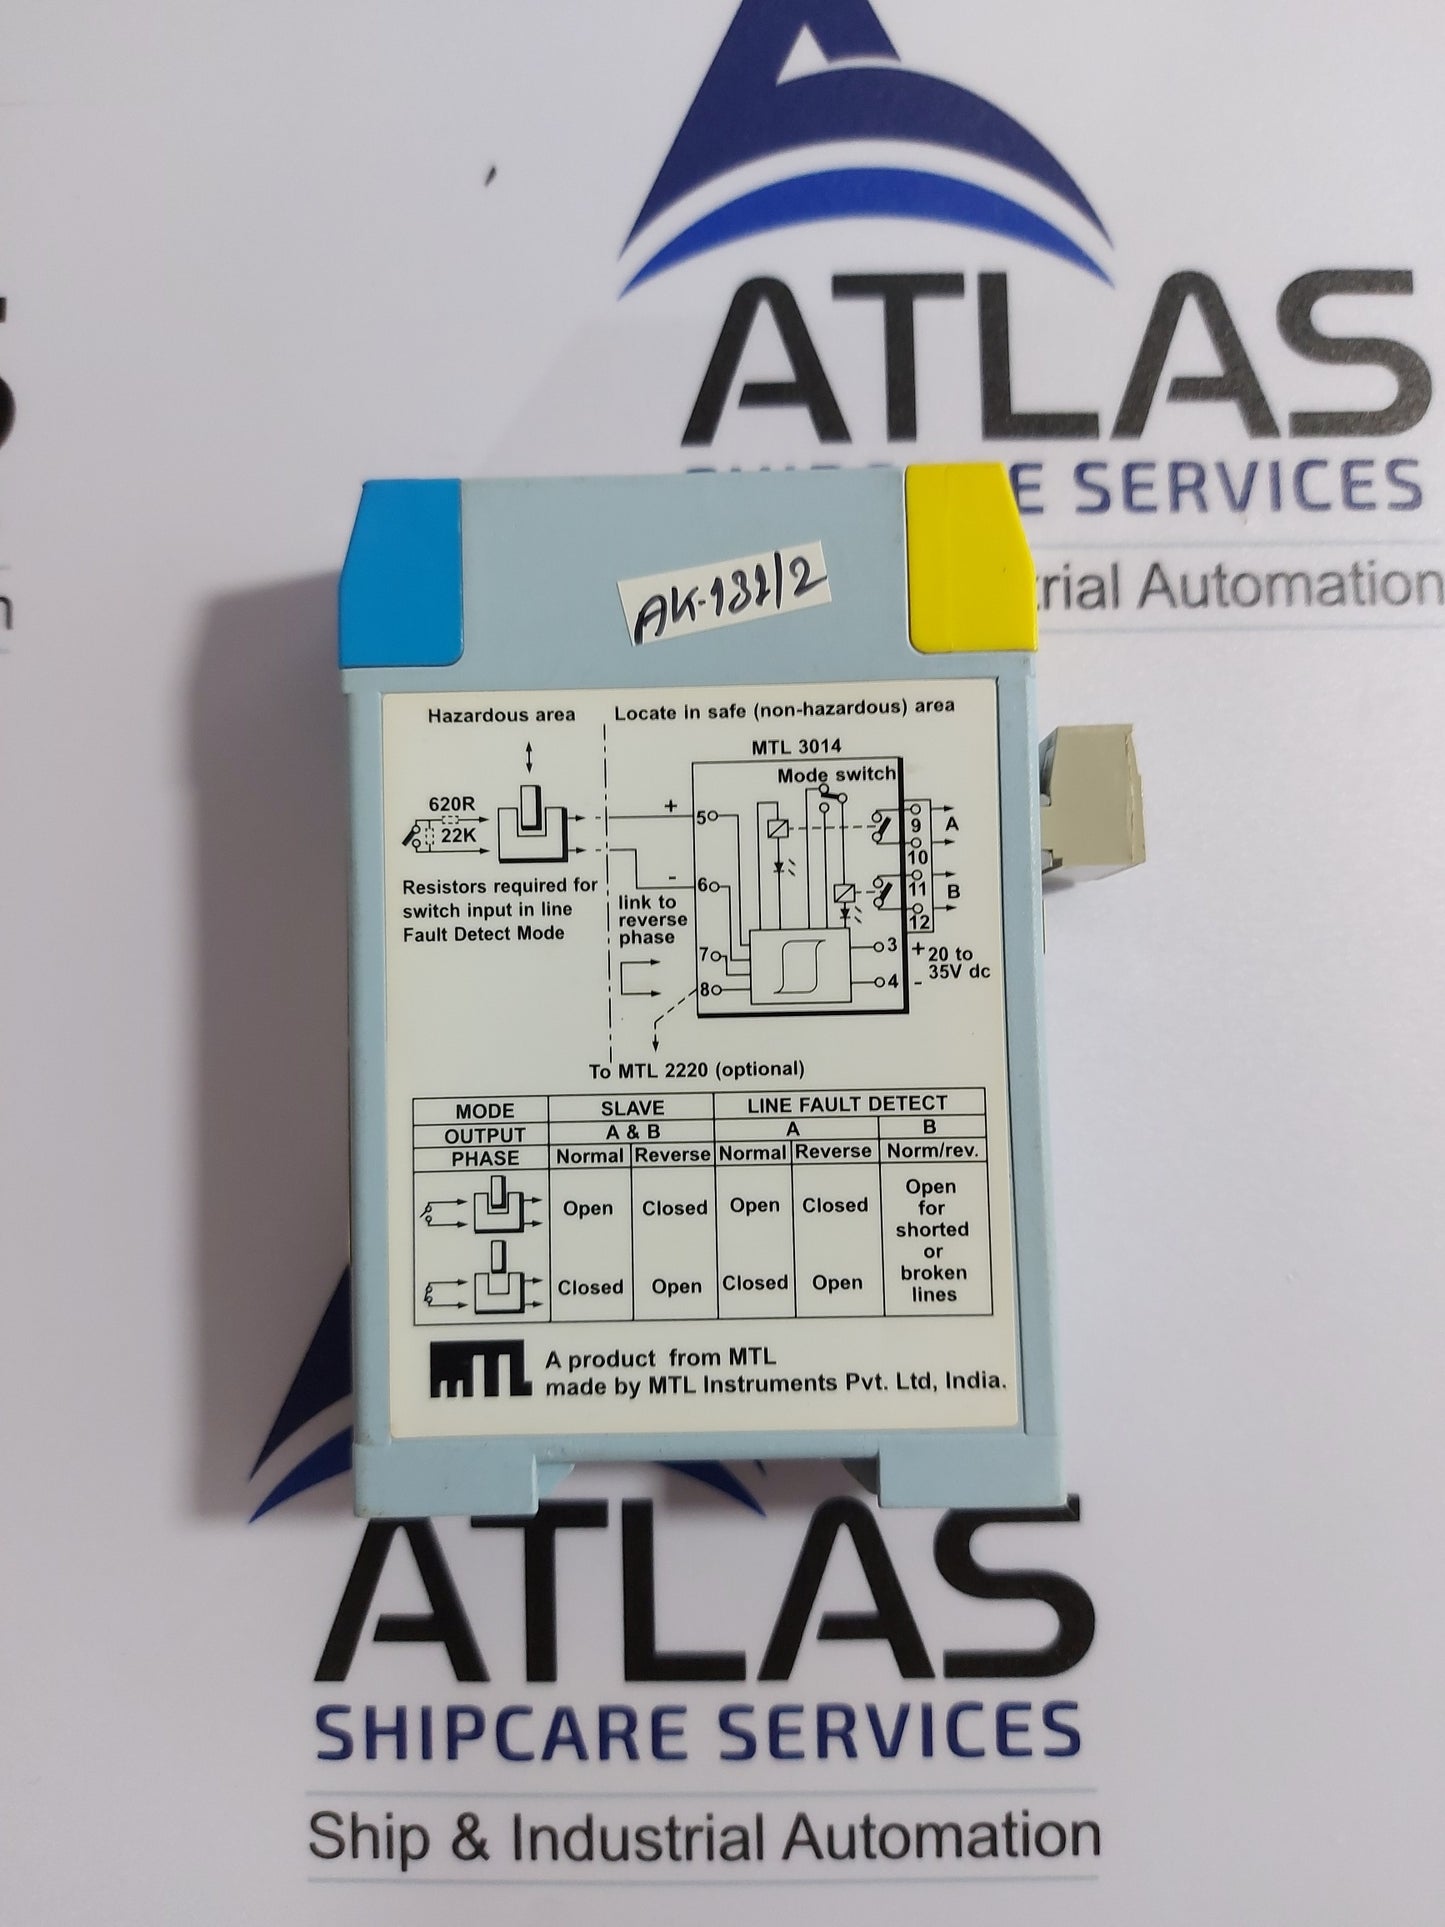 ATLAS
E SERVICES
rial Automation
AK-131/2
Hazardous area
Locate in safe (non-hazardous) area
MTL 3014
Mode switch
620R
22K
+
-
5
6
7
8
9
10
11
12
A
B
3
4
+ 20 to
- 35V dc
Resistors required for
switch input in line
Fault Detect Mode
link to
reverse
phase
To MTL 2220 (optional)
MODE SLAVE LINE FAULT DETECT
OUTPUT A & B A B
PHASE Normal Reverse Normal Reverse Norm/rev.
Open Closed Open Closed
Closed Open Closed Open
Open
for
shorted
or
broken
lines
MTL
A product from MTL
made by MTL Instruments Pvt. Ltd, India.
ATLAS
SHIPCARE SERVICES
Ship & Industrial Automation